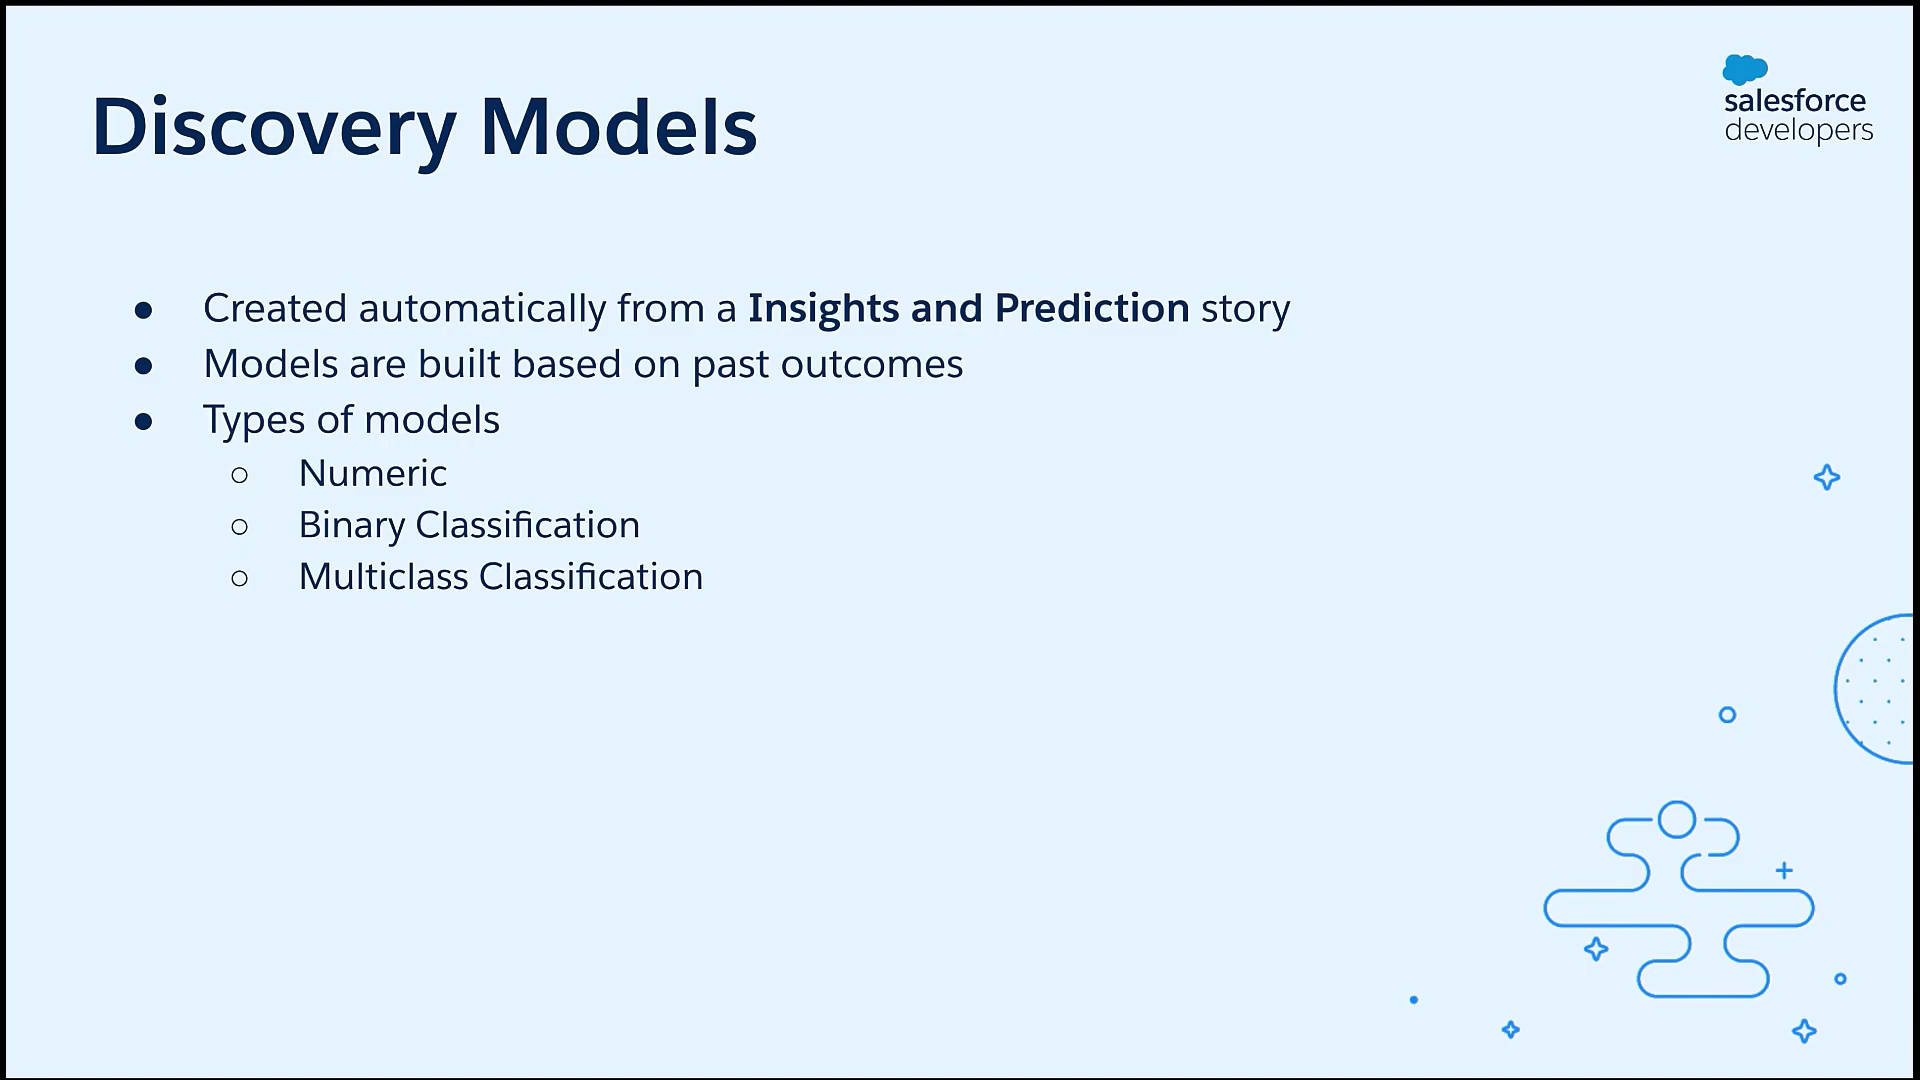 Discovery Models
salesforce
developers
● Created automatically from a Insights and Prediction story
● Models are built based on past outcomes
● Types of models
○ Numeric
○ Binary Classification
○ Multiclass Classification